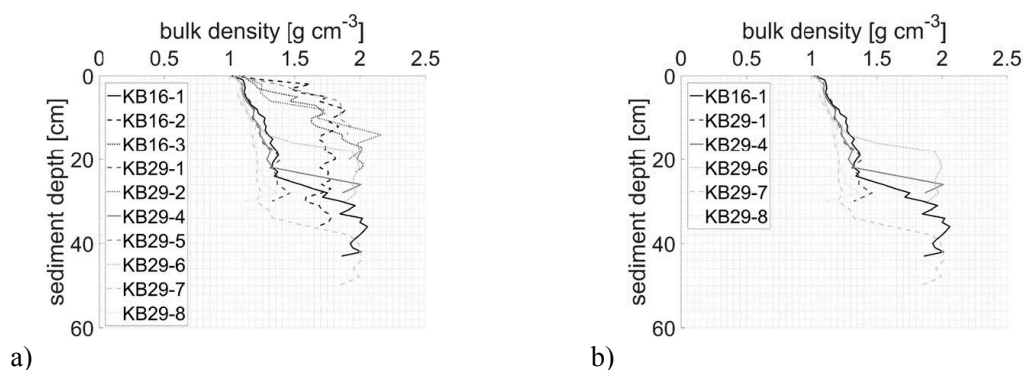 bulk density [g cm⁻³]
0 0.5 1 1.5 2 2.5
0
20
40
60
sediment depth [cm]
KB16-1
KB16-2
KB16-3
KB29-1
KB29-2
KB29-4
KB29-5
KB29-6
KB29-7
KB29-8
a)
bulk density [g cm⁻³]
0 0.5 1 1.5 2 2.5
0
20
40
60
sediment depth [cm]
KB16-1
KB29-1
KB29-4
KB29-6
KB29-7
KB29-8
b)